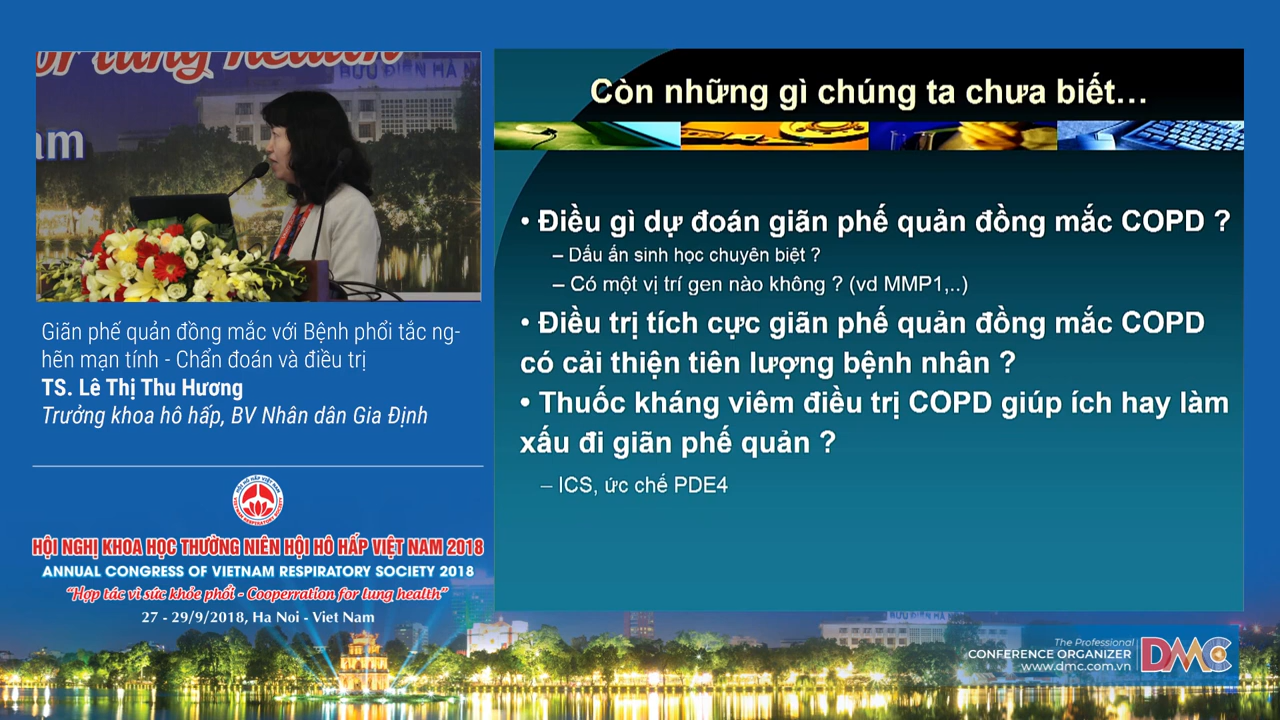 or lung health
HỮU ĐIỆN HÀ N
am
Giãn phế quản đồng mắc với Bệnh phổi tắc ng-
hẽn mạn tính - Chẩn đoán và điều trị
TS. Lê Thị Thu Hương
Trưởng khoa hô hấp, BV Nhân dân Gia Định
HỘI NGHỊ KHOA HỌC THƯỜNG NIÊN HỘI HÔ HẤP VIỆT NAM 2018
ANNUAL CONGRESS OF VIETNAM RESPIRATORY SOCIETY 2018
"Hợp tác vì sức khỏe phổi - Cooperration for lung health"
27 - 29/9/2018, Ha Noi - Viet Nam
Còn những gì chúng ta chưa biết...
• Điều gì dự đoán giãn phế quản đồng mắc COPD ?
– Dấu ấn sinh học chuyên biệt ?
– Có một vị trí gen nào không ? (vd MMP1,..)
• Điều trị tích cực giãn phế quản đồng mắc COPD
có cải thiện tiên lượng bệnh nhân ?
• Thuốc kháng viêm điều trị COPD giúp ích hay làm
xấu đi giãn phế quản ?
– ICS, ức chế PDE4
The Professional
CONFERENCE ORGANIZER
www.dmc.com.vn
DMC